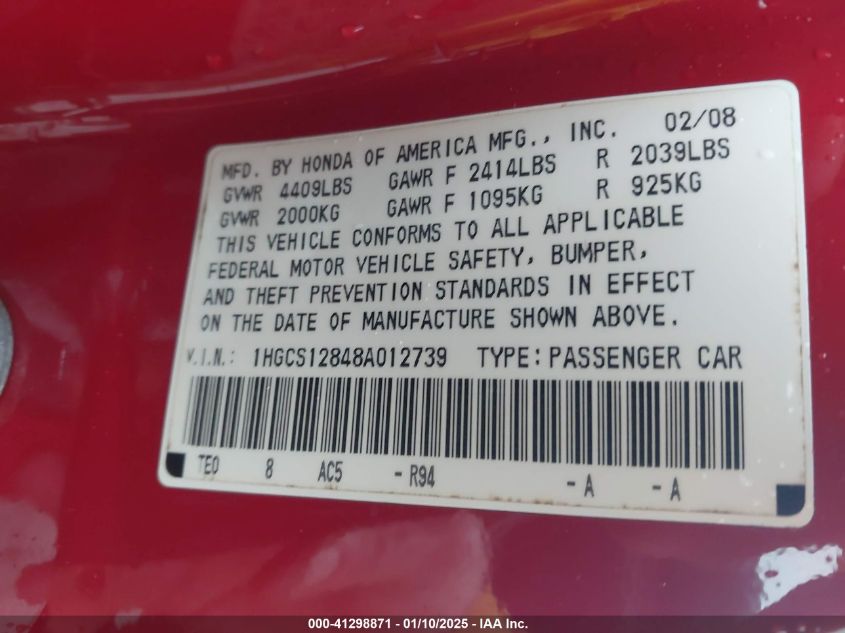 MFD. BY HONDA OF AMERICA MFG., INC. 02/08
GVWR 4409LBS GAWR F 2414LBS R 2039LBS
GVWR 2000KG GAWR F 1095KG R 925KG
THIS VEHICLE CONFORMS TO ALL APPLICABLE
FEDERAL MOTOR VEHICLE SAFETY, BUMPER,
AND THEFT PREVENTION STANDARDS IN EFFECT
ON THE DATE OF MANUFACTURE SHOWN ABOVE.
V.I.N.: 1HGCS12848A012739 TYPE: PASSENGER CAR
TE0 8 AC5 - R94 - A - A
000-41298871 — 01/10/2025 — IAA Inc.